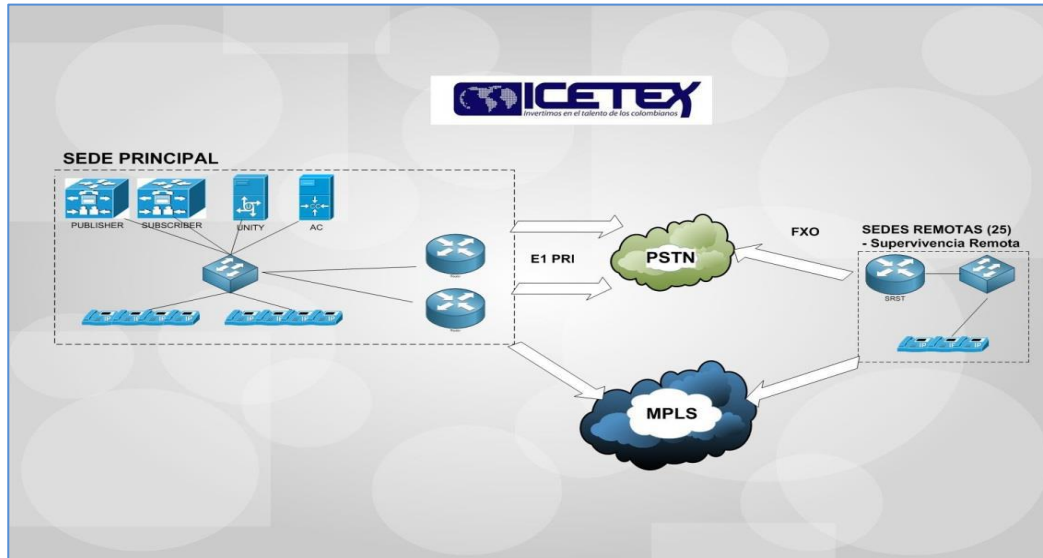 ICETEX
Invertimos en el talento de los colombianos
SEDE PRINCIPAL
PUBLISHER
SUBSCRIBER
UNITY
AC
E1 PRI
PSTN
FXO
SEDES REMOTAS (25)
- Supervivencia Remota
SRST
MPLS